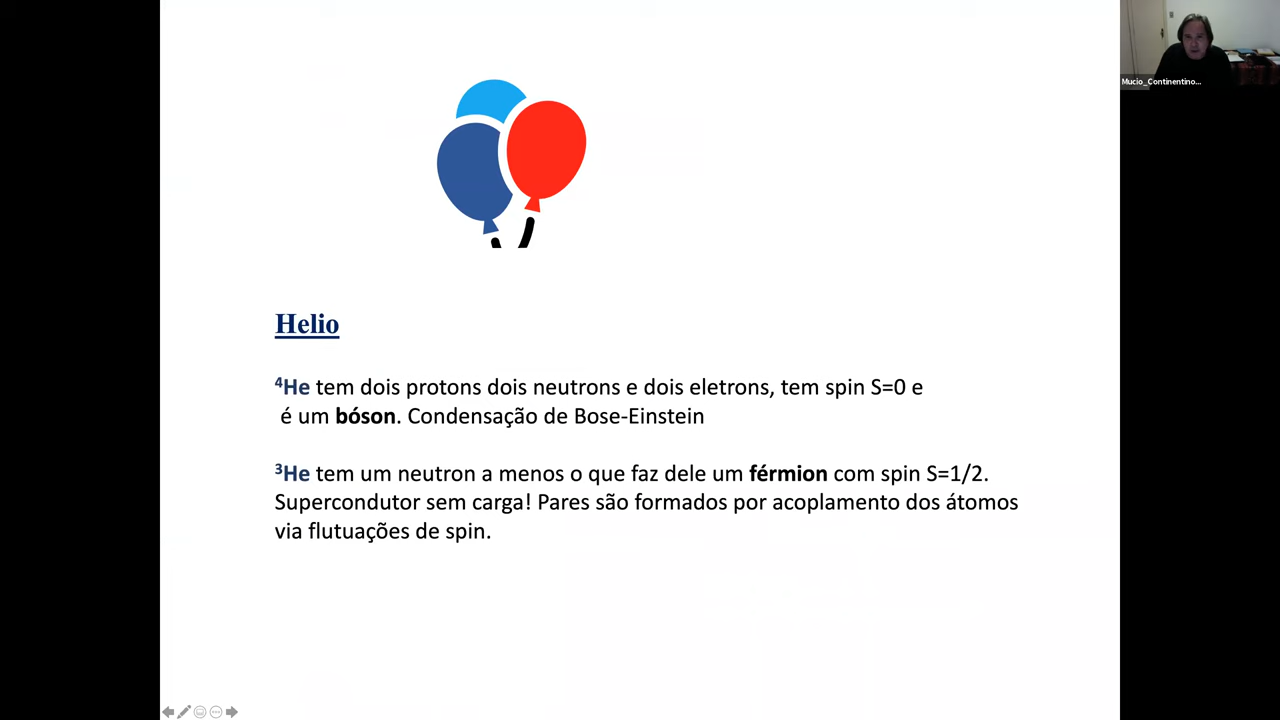 Mucio_Continentino...
Helio
⁴He tem dois protons dois neutrons e dois eletrons, tem spin S=0 e
é um bóson. Condensação de Bose-Einstein
³He tem um neutron a menos o que faz dele um férmion com spin S=1/2.
Supercondutor sem carga! Pares são formados por acoplamento dos átomos
via flutuações de spin.